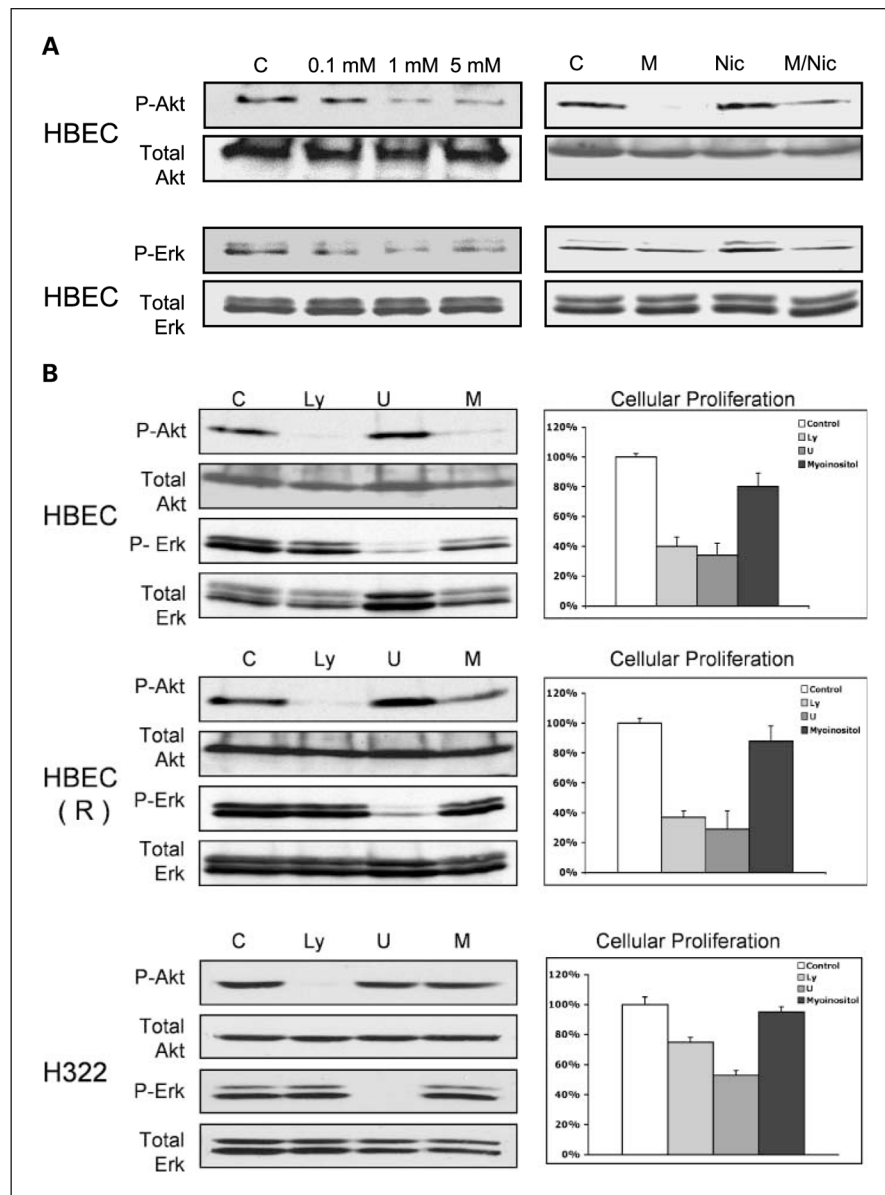 A
C 0.1 mM 1 mM 5 mM
C M Nic M/Nic
HBEC
P-Akt
Total
Akt
HBEC
P-Erk
Total
Erk
B
C Ly U M
HBEC
P-Akt
Total
Akt
P- Erk
Total
Erk
Cellular Proliferation
Control
Ly
U
Myoinositol
120%
100%
80%
60%
40%
20%
0%
C Ly U M
HBEC
( R )
P-Akt
Total
Akt
P-Erk
Total
Erk
Cellular Proliferation
Control
Ly
U
Myoinositol
120%
100%
80%
60%
40%
20%
0%
C Ly U M
H322
P-Akt
Total
Akt
P-Erk
Total
Erk
Cellular Proliferation
Control
Ly
U
Myoinositol
120%
100%
80%
60%
40%
20%
0%